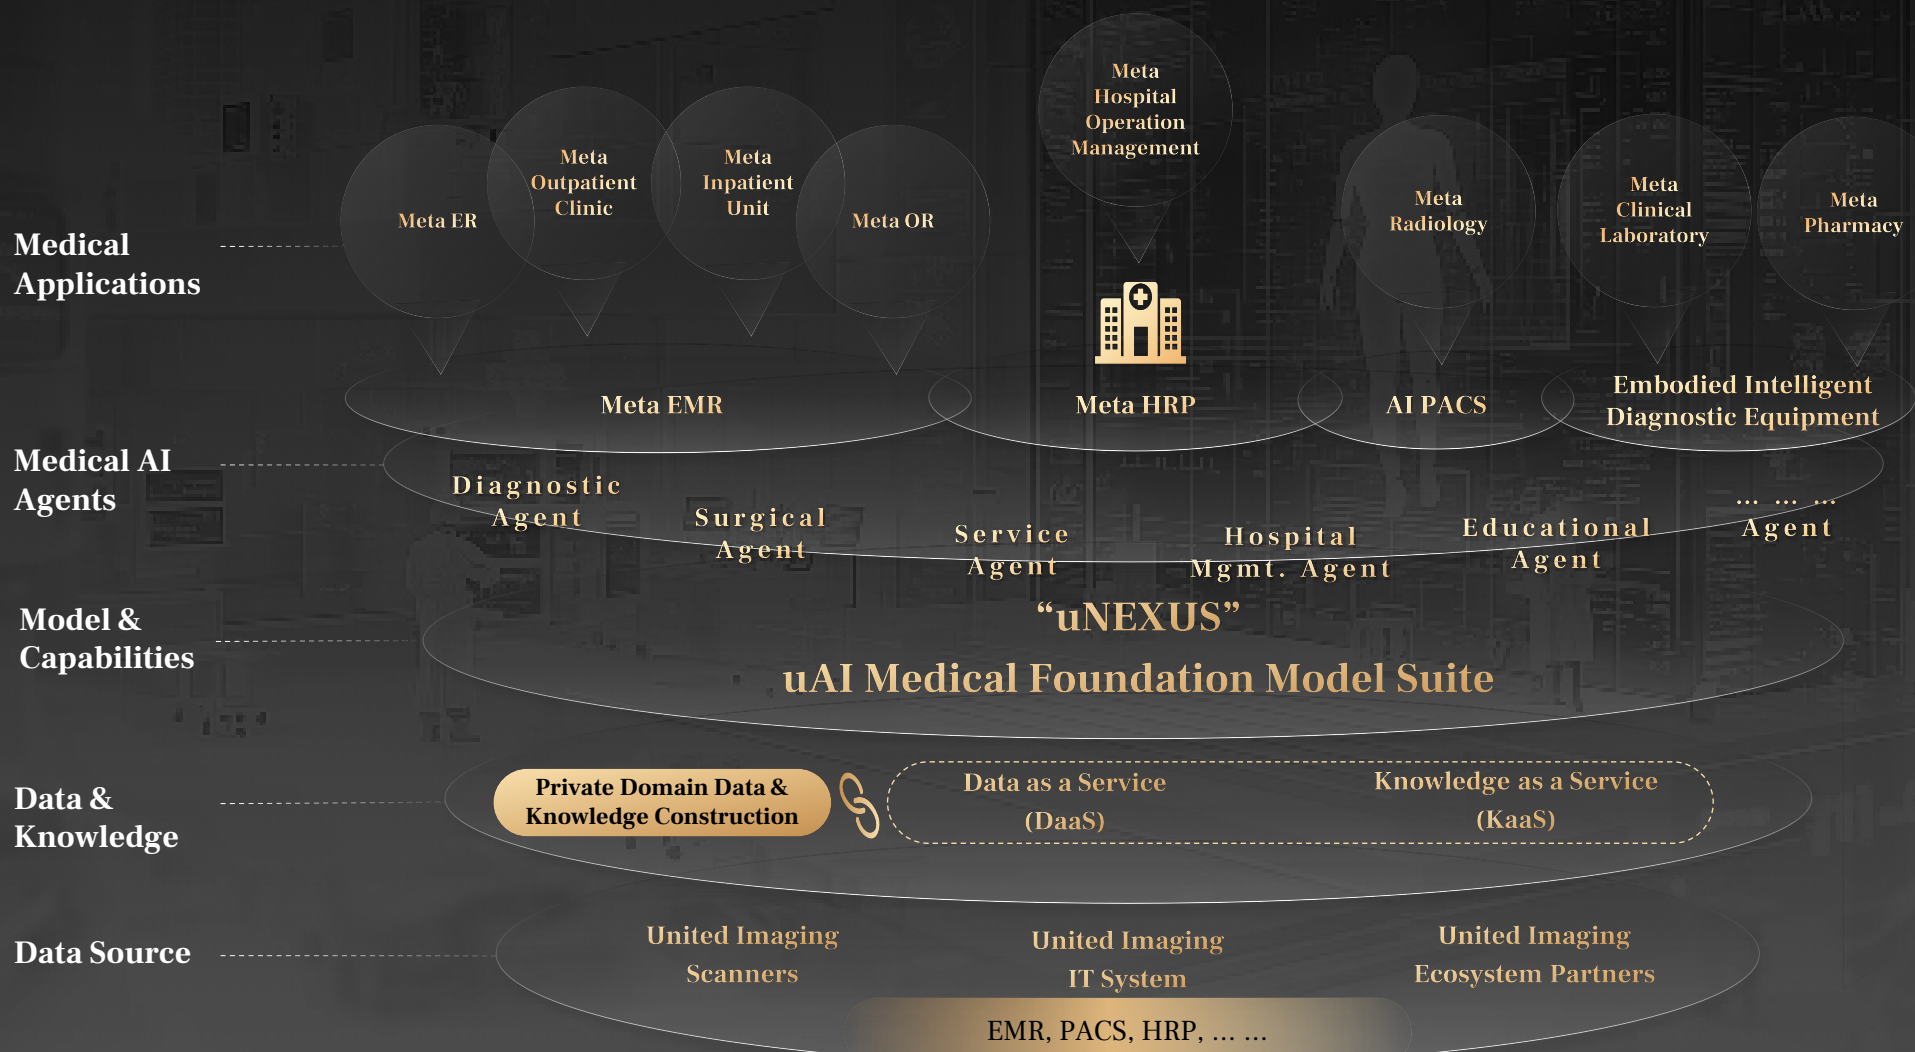 Meta
Hospital
Operation
Management
Meta ER
Meta
Outpatient
Clinic
Meta
Inpatient
Unit
Meta OR
Meta
Radiology
Meta
Clinical
Laboratory
Meta
Pharmacy
Medical
Applications
Meta EMR
Meta HRP
AI PACS
Embodied Intelligent
Diagnostic Equipment
Medical AI
Agents
Diagnostic
Agent
Surgical
Agent
Service
Agent
Hospital
Mgmt. Agent
Educational
Agent
... ... ...
Agent
Model &
Capabilities
“uNEXUS”
uAI Medical Foundation Model Suite
Data &
Knowledge
Private Domain Data &
Knowledge Construction
Data as a Service
(DaaS)
Knowledge as a Service
(KaaS)
Data Source
United Imaging
Scanners
United Imaging
IT System
United Imaging
Ecosystem Partners
EMR, PACS, HRP, ... ...